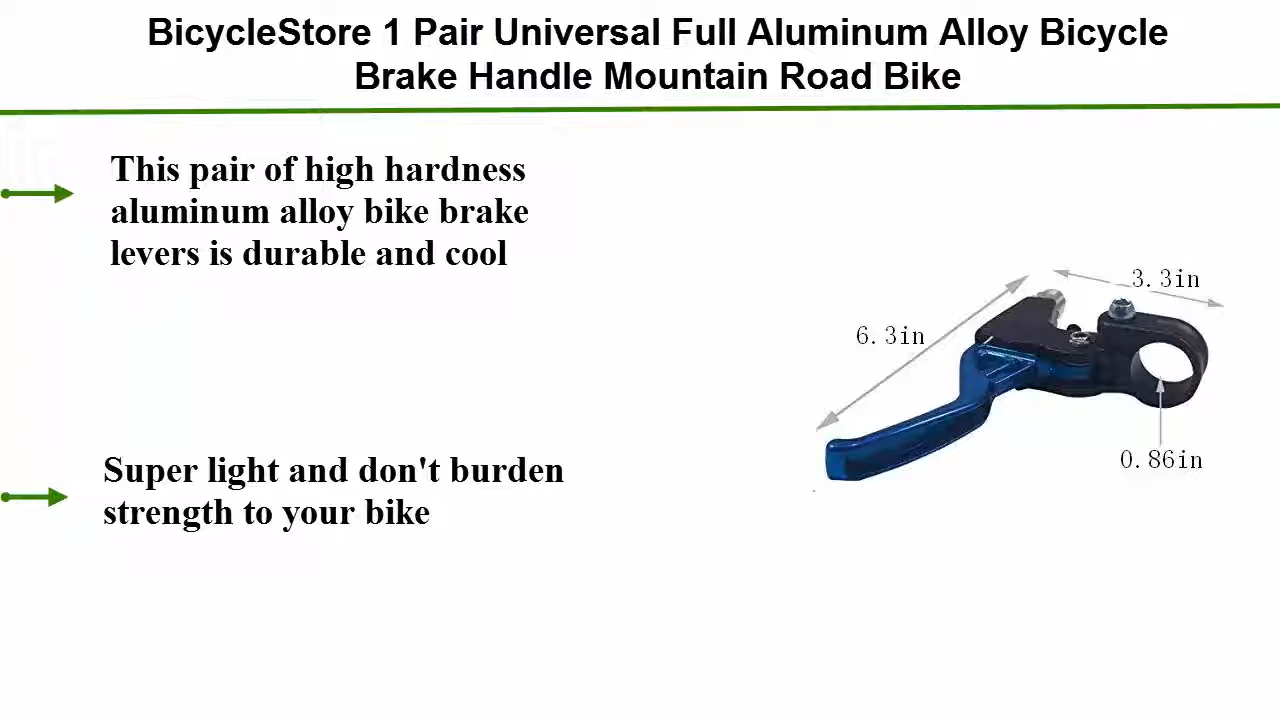 BicycleStore 1 Pair Universal Full Aluminum Alloy Bicycle
Brake Handle Mountain Road Bike
This pair of high hardness
aluminum alloy bike brake
levers is durable and cool
3.3in
6.3in
0.86in
Super light and don't burden
strength to your bike